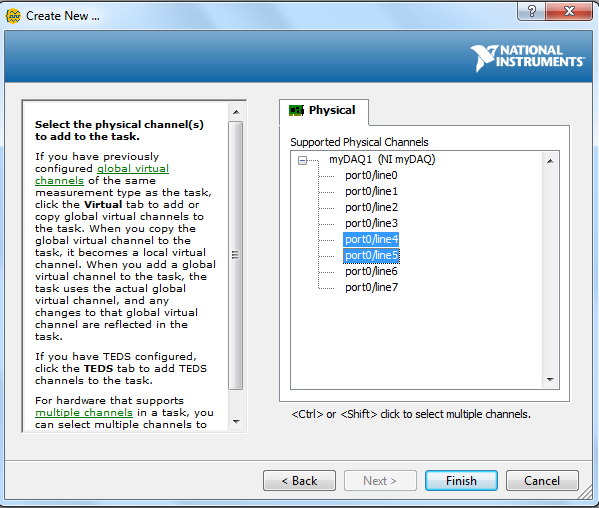 Create New ...
NATIONAL
INSTRUMENTS
Select the physical channel(s)
to add to the task.
If you have previously
configured global virtual
channels of the same
measurement type as the task,
click the Virtual tab to add or
copy global virtual channels to
the task. When you copy the
global virtual channel to the
task, it becomes a local virtual
channel. When you add a global
virtual channel to the task, the
task uses the actual global
virtual channel, and any
changes to that global virtual
channel are reflected in the
task.
If you have TEDS configured,
click the TEDS tab to add TEDS
channels to the task.
For hardware that supports
multiple channels in a task, you
can select multiple channels to
Physical
Supported Physical Channels
myDAQ1 (NI myDAQ)
port0/line0
port0/line1
port0/line2
port0/line3
port0/line4
port0/line5
port0/line6
port0/line7
<Ctrl> or <Shift> click to select multiple channels.
< Back
Next >
Finish
Cancel